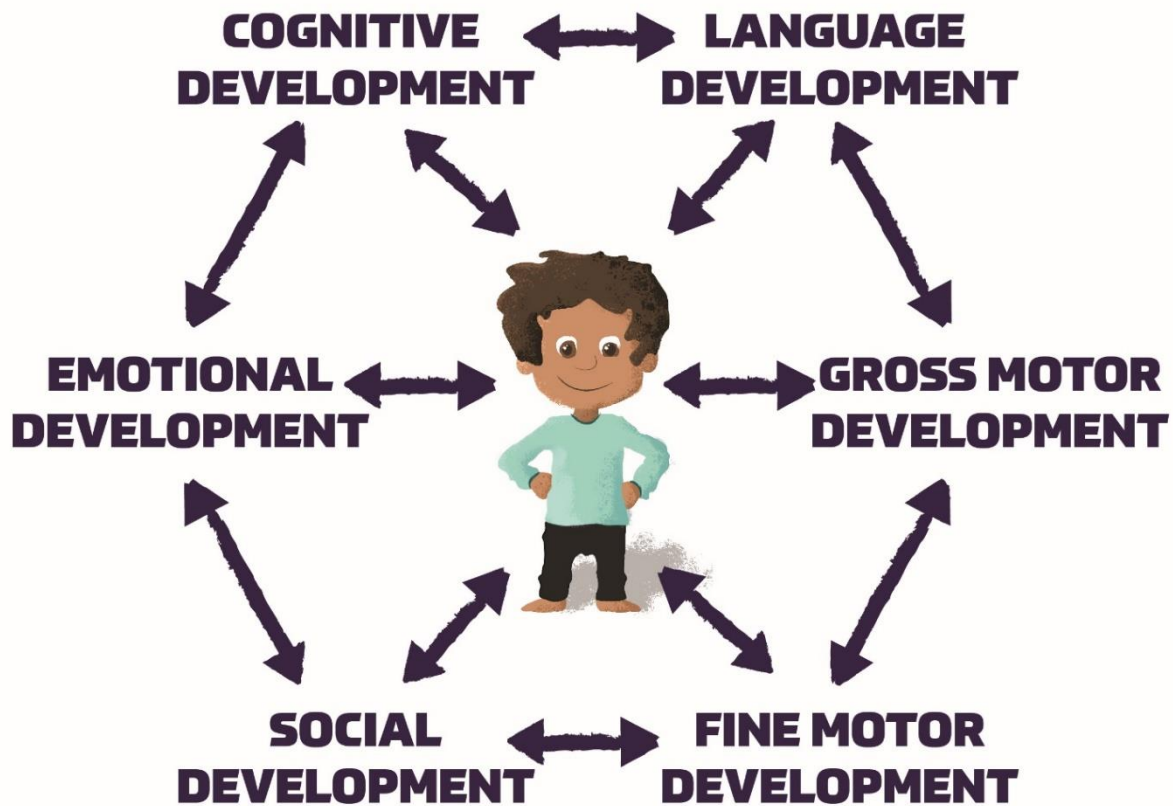 COGNITIVE
DEVELOPMENT
LANGUAGE
DEVELOPMENT
EMOTIONAL
DEVELOPMENT
GROSS MOTOR
DEVELOPMENT
SOCIAL
DEVELOPMENT
FINE MOTOR
DEVELOPMENT